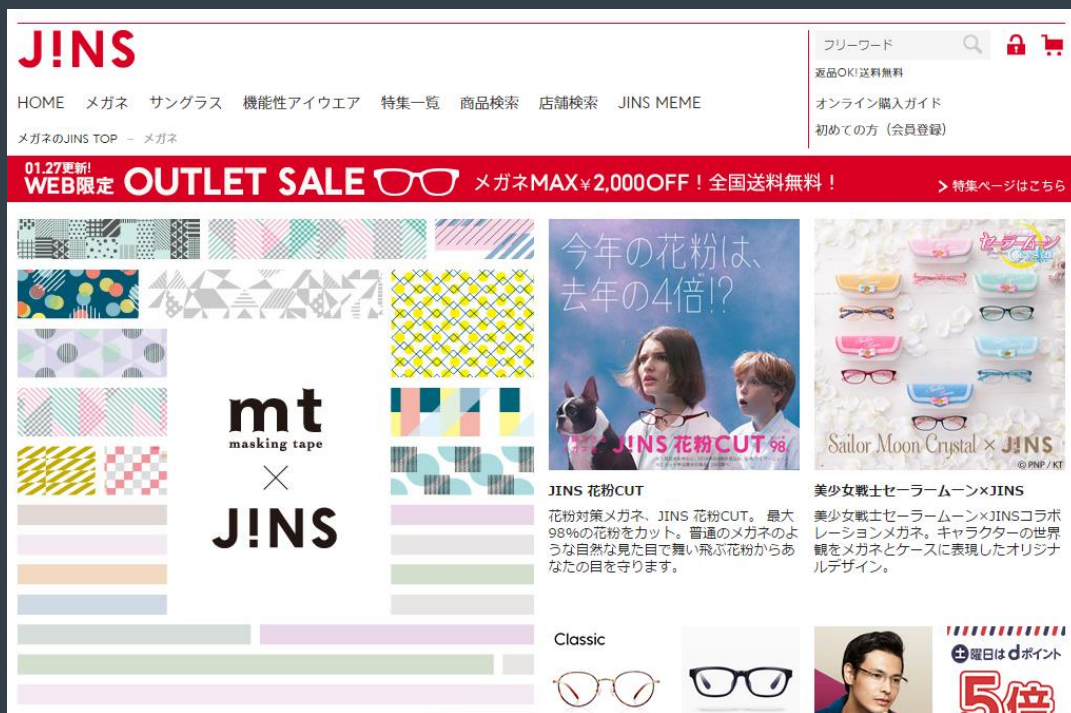 J!NS
フリーワード
返品OK!送料無料
HOME メガネ サングラス 機能性アイウエア 特集一覧 商品検索 店舗検索 JINS MEME
オンライン購入ガイド
初めての方（会員登録）
メガネのJINS TOP － メガネ
01.27更新!
WEB限定 OUTLET SALE メガネMAX¥2,000OFF！全国送料無料！
特集ページはこちら
mt
masking tape
×
J!NS
今年の花粉は、
去年の4倍!?
J!NS 花粉CUT 98
セーラームーン
Crystal
Sailor Moon Crystal × J!NS
©PNP / KT
JINS 花粉CUT
花粉対策メガネ、JINS 花粉CUT。 最大
98%の花粉をカット。普通のメガネのよ
うな自然な見た目で舞い飛ぶ花粉からあ
なたの目を守ります。
美少女戦士セーラームーン×JINS
美少女戦士セーラームーン×JINSコラボ
レーションメガネ。キャラクターの世界
観をメガネとケースに表現したオリジナ
ルデザイン。
Classic
土曜日はdポイント
5倍